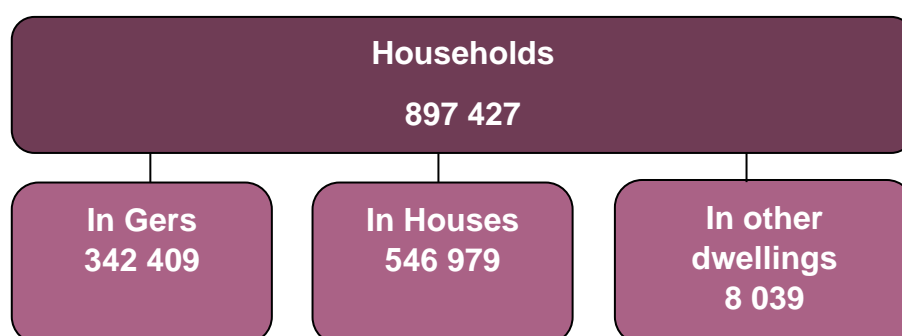 Households
897 427
In Gers
342 409
In Houses
546 979
In other
dwellings
8 039